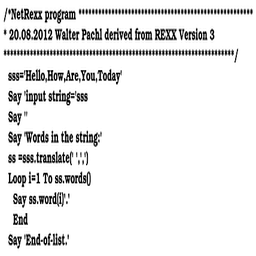 /*NetRexx program ********************************************
* 20.08.2012 Walter Pachl derived from REXX Version 3
**********************************************************/
sss='Hello,How,Are,You,Today'
Say 'input string='sss
Say ''
Say 'Words in the string:'
ss =sss.translate(' ',',')
Loop i=1 To ss.words()
Say ss.word(i)'.'
End
Say 'End-of-list.'